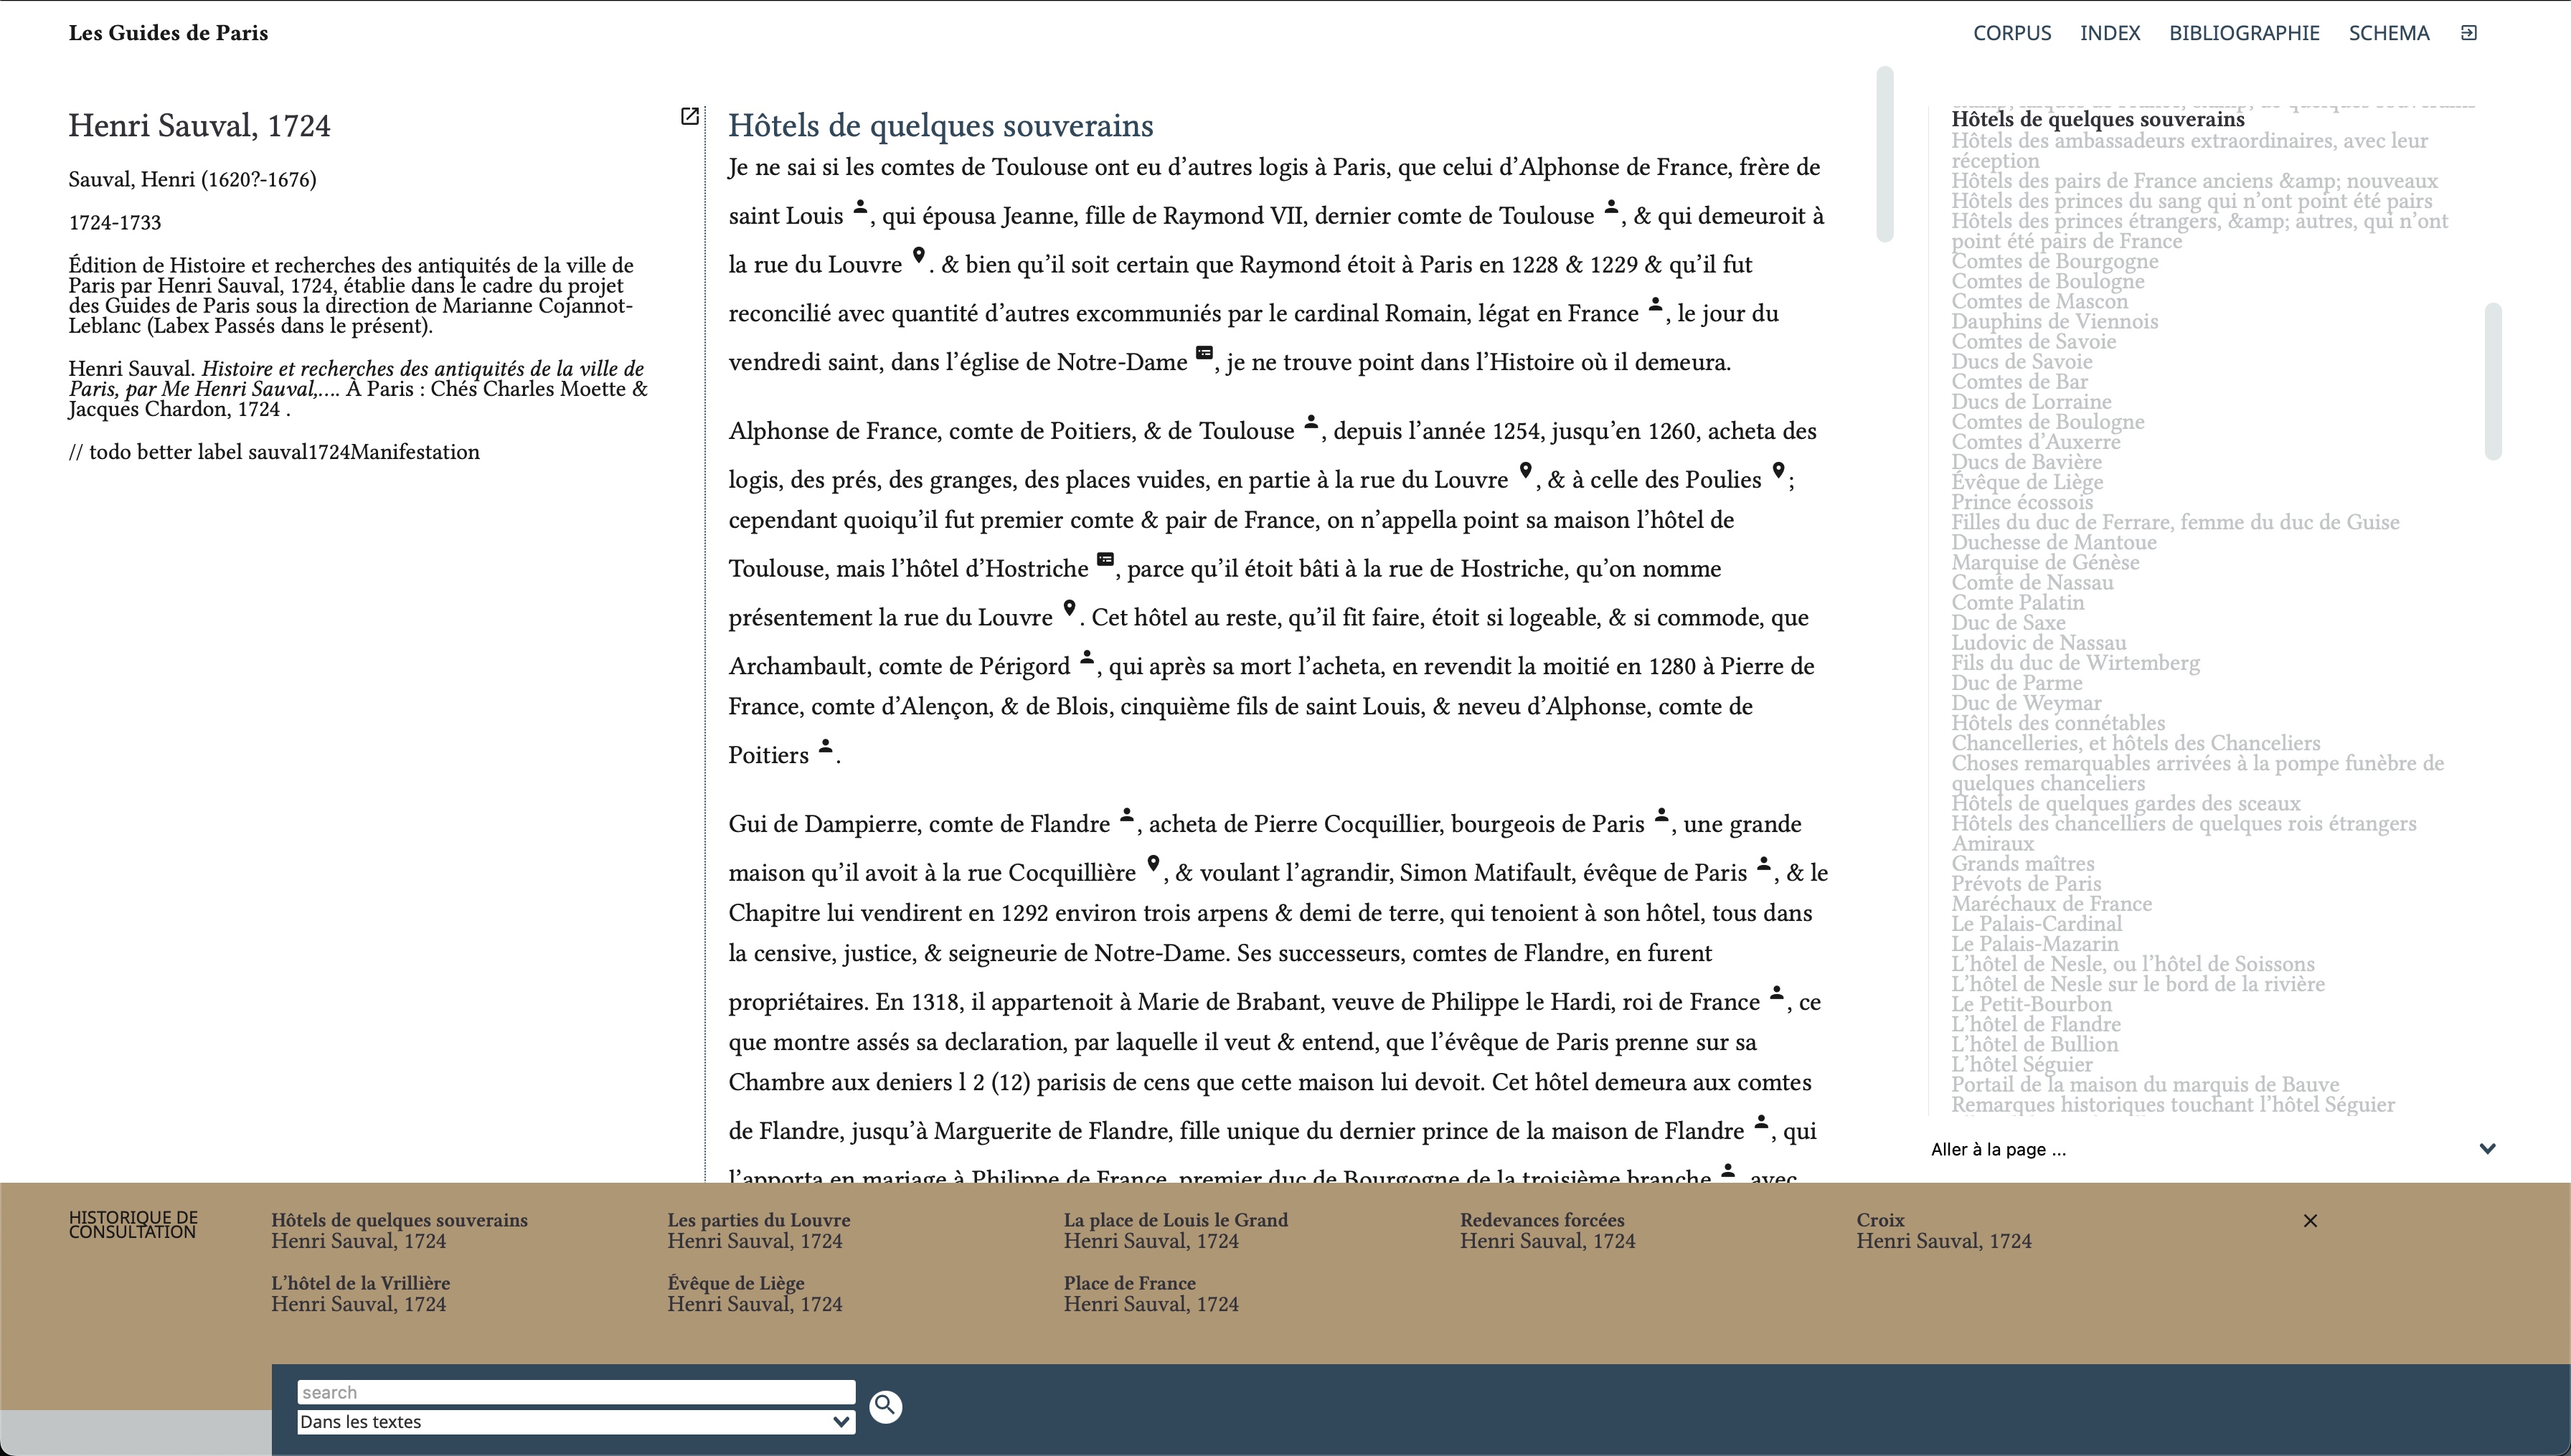 Les Guides de Paris
CORPUS INDEX BIBLIOGRAPHIE SCHEMA
Henri Sauval, 1724
Sauval, Henri (1620?-1676)
1724-1733
Édition de Histoire et recherches des antiquités de la ville de
Paris par Henri Sauval, 1724, établie dans le cadre du projet
des Guides de Paris sous la direction de Marianne Cojannot-
Leblanc (Labex Passés dans le présent).
Henri Sauval. Histoire et recherches des antiquités de la ville de
Paris, par Me Henri Sauval,.... À Paris : Chés Charles Moette &
Jacques Chardon, 1724 .
// todo better label sauval1724Manifestation
Hôtels de quelques souverains
Je ne sai si les comtes de Toulouse ont eu d’autres logis à Paris, que celui d’Alphonse de France, frère de
saint Louis , qui épousa Jeanne, fille de Raymond VII, dernier comte de Toulouse , & qui demeuroit à
la rue du Louvre . & bien qu’il soit certain que Raymond étoit à Paris en 1228 & 1229 & qu’il fut
reconcilié avec quantité d’autres excommuniés par le cardinal Romain, légat en France , le jour du
vendredi saint, dans l’église de Notre-Dame , je ne trouve point dans l’Histoire où il demeura.
Alphonse de France, comte de Poitiers, & de Toulouse , depuis l’année 1254, jusqu’en 1260, acheta des
logis, des prés, des granges, des places vuides, en partie à la rue du Louvre , & à celle des Poulies ;
cependant quoiqu’il fut premier comte & pair de France, on n’appella point sa maison l’hôtel de
Toulouse, mais l’hôtel d’Hostriche , parce qu’il étoit bâti à la rue de Hostriche, qu’on nomme
présentement la rue du Louvre . Cet hôtel au reste, qu’il fit faire, étoit si logeable, & si commode, que
Archambault, comte de Périgord , qui après sa mort l’acheta, en revendit la moitié en 1280 à Pierre de
France, comte d’Alençon, & de Blois, cinquième fils de saint Louis, & neveu d’Alphonse, comte de
Poitiers .
Gui de Dampierre, comte de Flandre , acheta de Pierre Cocquillier, bourgeois de Paris , une grande
maison qu’il avoit à la rue Cocquillière , & voulant l’agrandir, Simon Matifault, évêque de Paris , & le
Chapitre lui vendirent en 1292 environ trois arpens & demi de terre, qui tenoient à son hôtel, tous dans
la censive, justice, & seigneurie de Notre-Dame. Ses successeurs, comtes de Flandre, en furent
propriétaires. En 1318, il appartenoit à Marie de Brabant, veuve de Philippe le Hardi, roi de France , ce
que montre assés sa declaration, par laquelle il veut & entend, que l’évêque de Paris prenne sur sa
Chambre aux deniers l 2 (12) parisis de cens que cette maison lui devoit. Cet hôtel demeura aux comtes
de Flandre, jusqu’à Marguerite de Flandre, fille unique du dernier prince de la maison de Flandre , qui
l’apporta en mariage à Philippe de France, premier duc de Bourgogne de la troisième branche , avec
Hôtels de quelques souverains
Hôtels des ambassadeurs extraordinaires, avec leur
réception
Hôtels des pairs de France anciens &amp; nouveaux
Hôtels des princes du sang qui n’ont point été pairs
Hôtels des princes étrangers, &amp; autres, qui n’ont
point été pairs de France
Comtes de Bourgogne
Comtes de Boulogne
Comtes de Mascon
Dauphins de Viennois
Comtes de Savoie
Ducs de Savoie
Comtes de Bar
Ducs de Lorraine
Comtes de Boulogne
Comtes d’Auxerre
Ducs de Bavière
Évêque de Liège
Prince écossois
Filles du duc de Ferrare, femme du duc de Guise
Duchesse de Mantoue
Marquise de Génèse
Comte de Nassau
Comte Palatin
Duc de Saxe
Ludovic de Nassau
Fils du duc de Wirtemberg
Duc de Parme
Duc de Weymar
Hôtels des connétables
Chancelleries, et hôtels des Chanceliers
Choses remarquables arrivées à la pompe funèbre de
quelques chanceliers
Hôtels de quelques gardes des sceaux
Hôtels des chancelliers de quelques rois étrangers
Amiraux
Grands maîtres
Prévots de Paris
Maréchaux de France
Le Palais-Cardinal
Le Palais-Mazarin
L’hôtel de Nesle, ou l’hôtel de Soissons
L’hôtel de Nesle sur le bord de la rivière
Le Petit-Bourbon
L’hôtel de Flandre
L’hôtel de Bullion
L’hôtel Séguier
Portail de la maison du marquis de Bauve
Remarques historiques touchant l’hôtel Séguier
Aller à la page ...
HISTORIQUE DE
CONSULTATION
Hôtels de quelques souverains
Henri Sauval, 1724
Les parties du Louvre
Henri Sauval, 1724
La place de Louis le Grand
Henri Sauval, 1724
Redevances forcées
Henri Sauval, 1724
Croix
Henri Sauval, 1724
L’hôtel de la Vrillière
Henri Sauval, 1724
Évêque de Liège
Henri Sauval, 1724
Place de France
Henri Sauval, 1724
search
Dans les textes